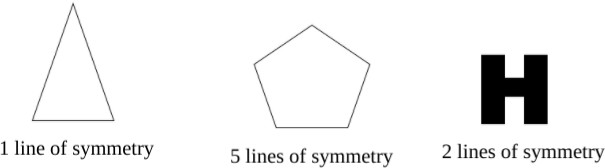 1 line of symmetry
5 lines of symmetry
2 lines of symmetry